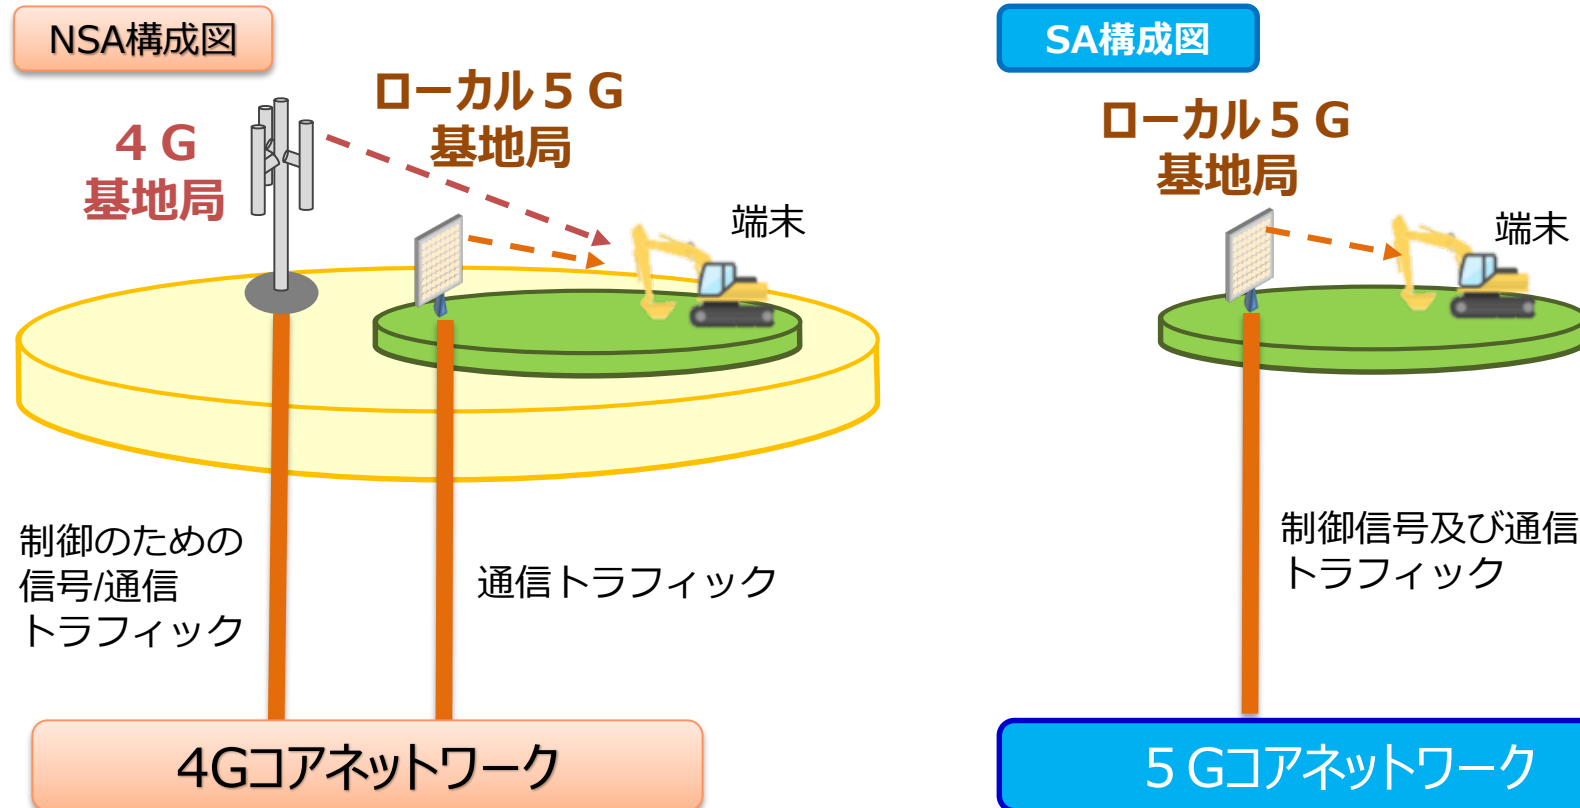 NSA構成図
ローカル５G
基地局
４G
基地局
端末
制御のための
信号/通信
トラフィック
通信トラフィック
4Gコアネットワーク
SA構成図
ローカル５G
基地局
端末
制御信号及び通信
トラフィック
５Gコアネットワーク